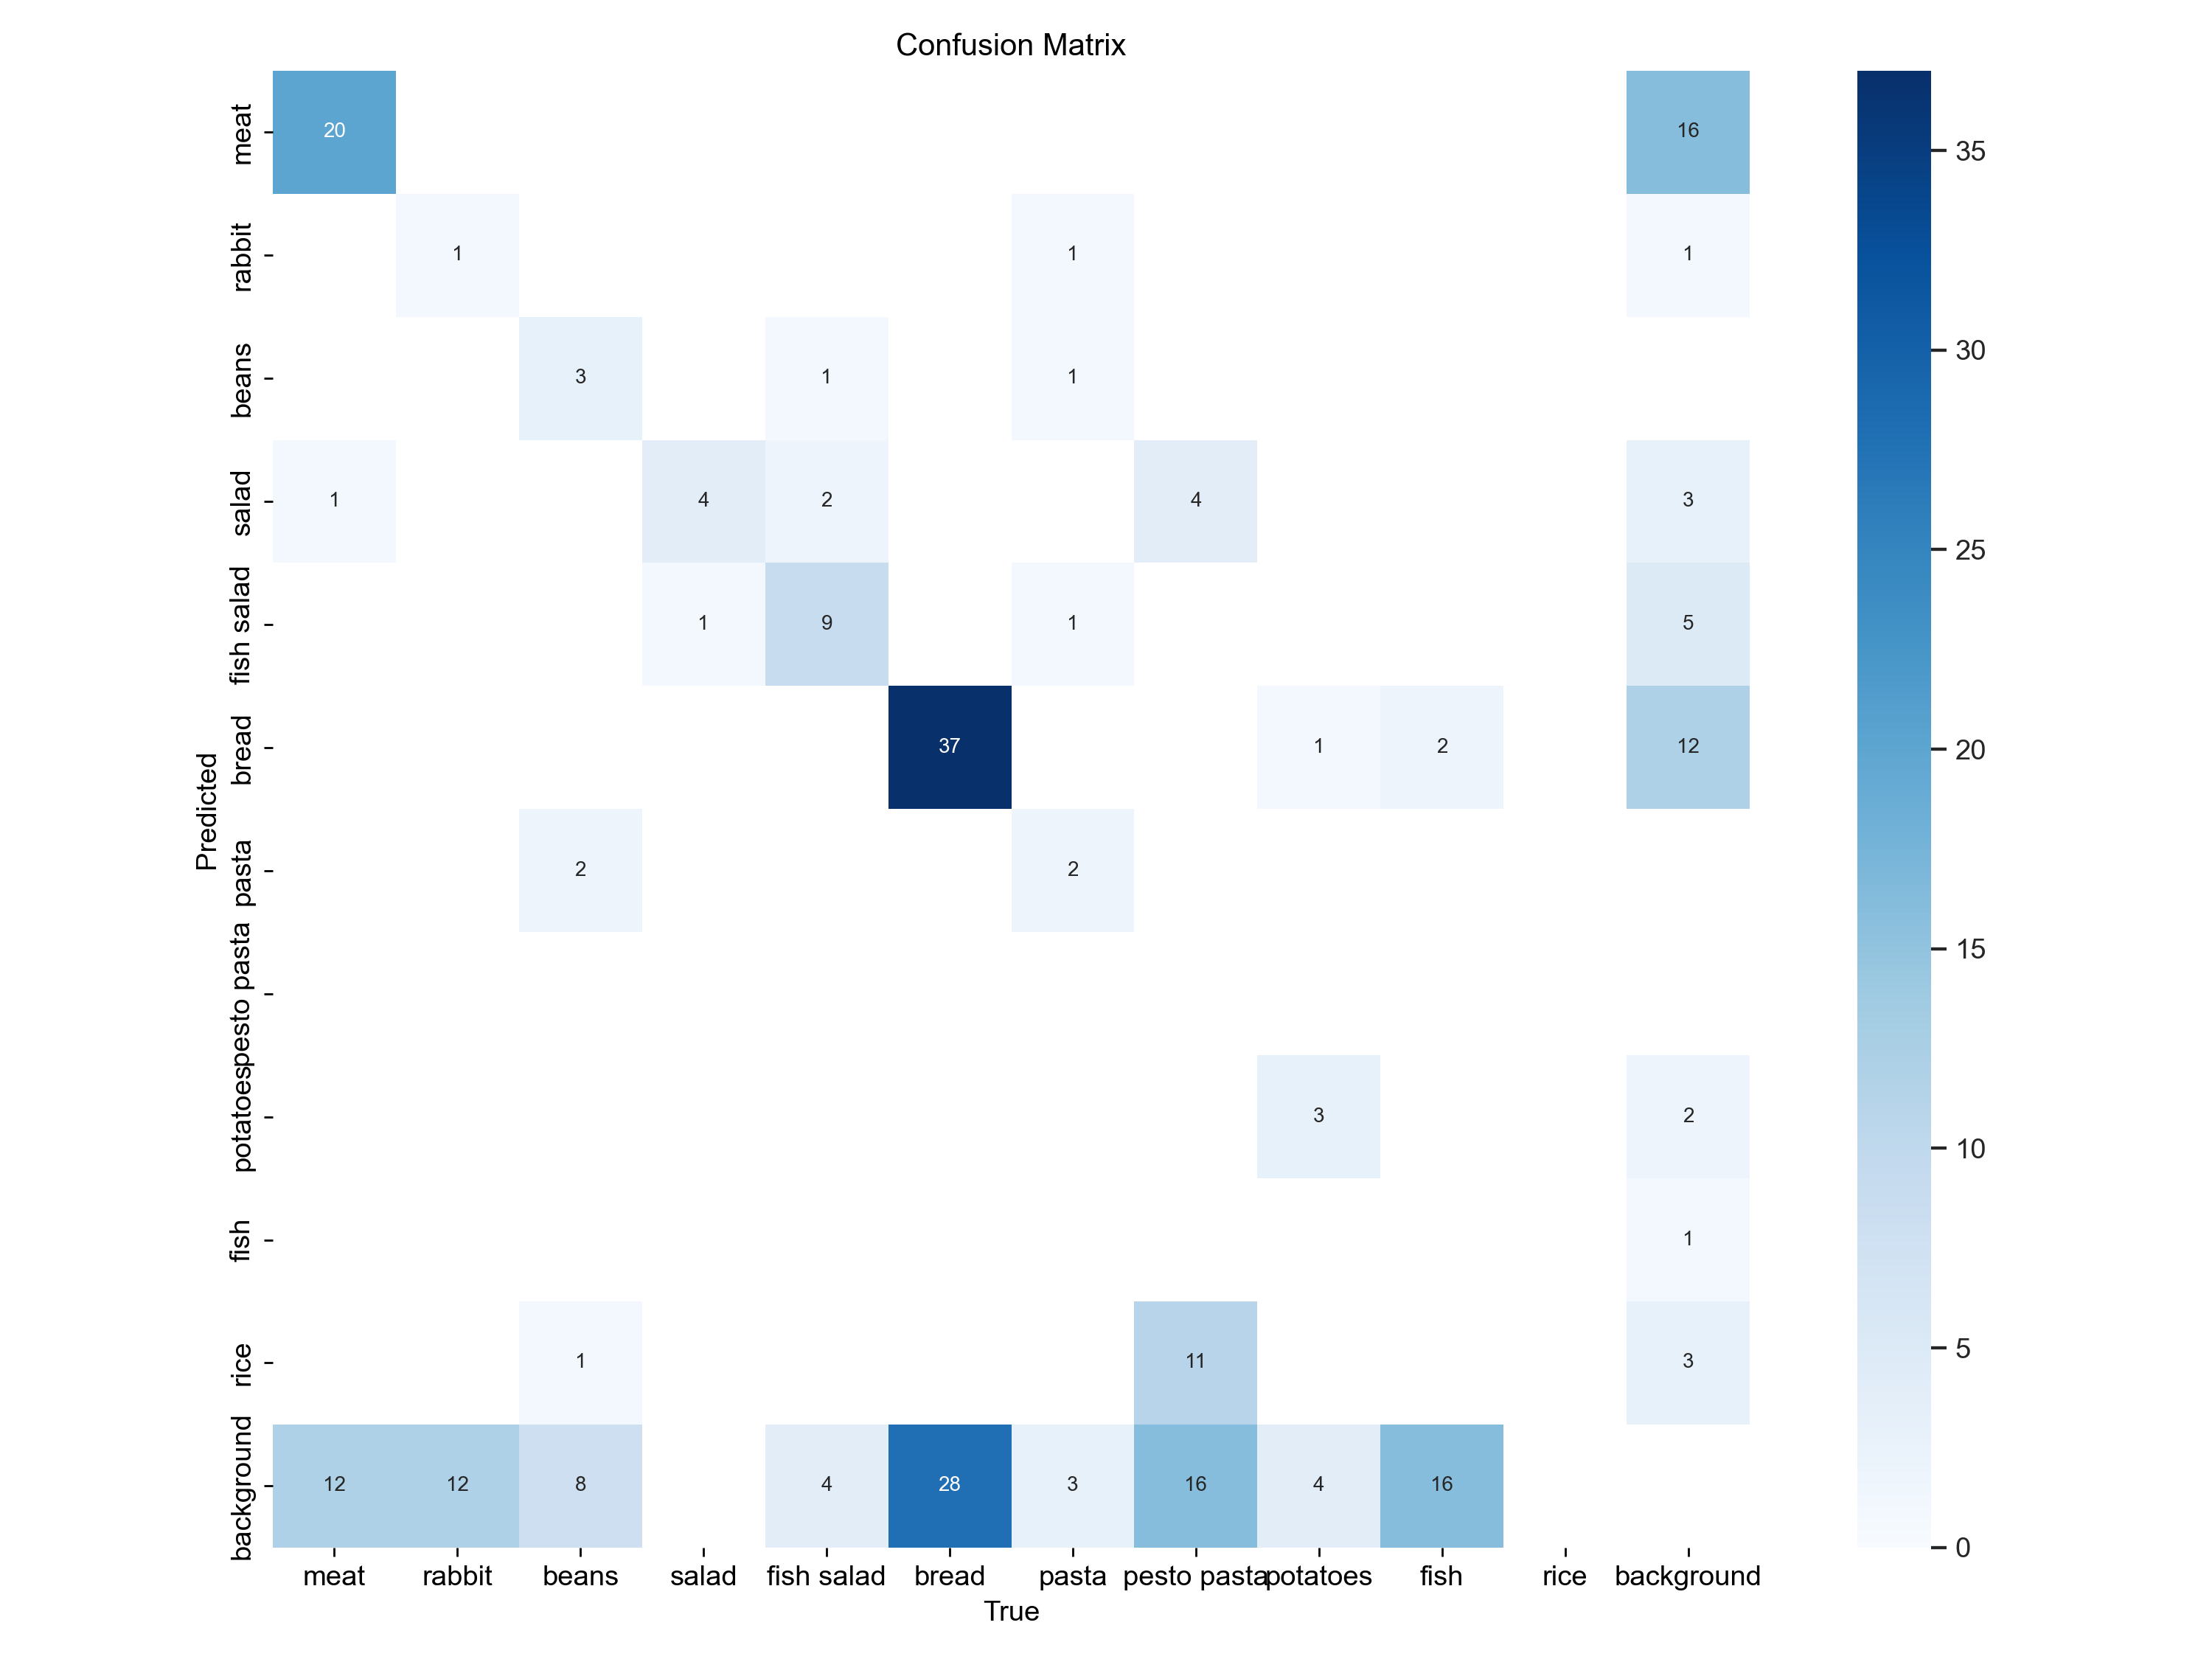 Confusion Matrix
meat 20 16
rabbit 1 1 1
beans 3 1 1
salad 1 4 2 4 3
fish salad 1 9 1 5
bread 37 1 2 12
pasta 2 2
pesto pasta
potatoes 3 2
fish 1
rice 1 11 3
background 12 12 8 4 28 3 16 4 16
Predicted
meat rabbit beans salad fish salad bread pasta pesto pasta potatoes fish rice background
True
35
30
25
20
15
10
5
0